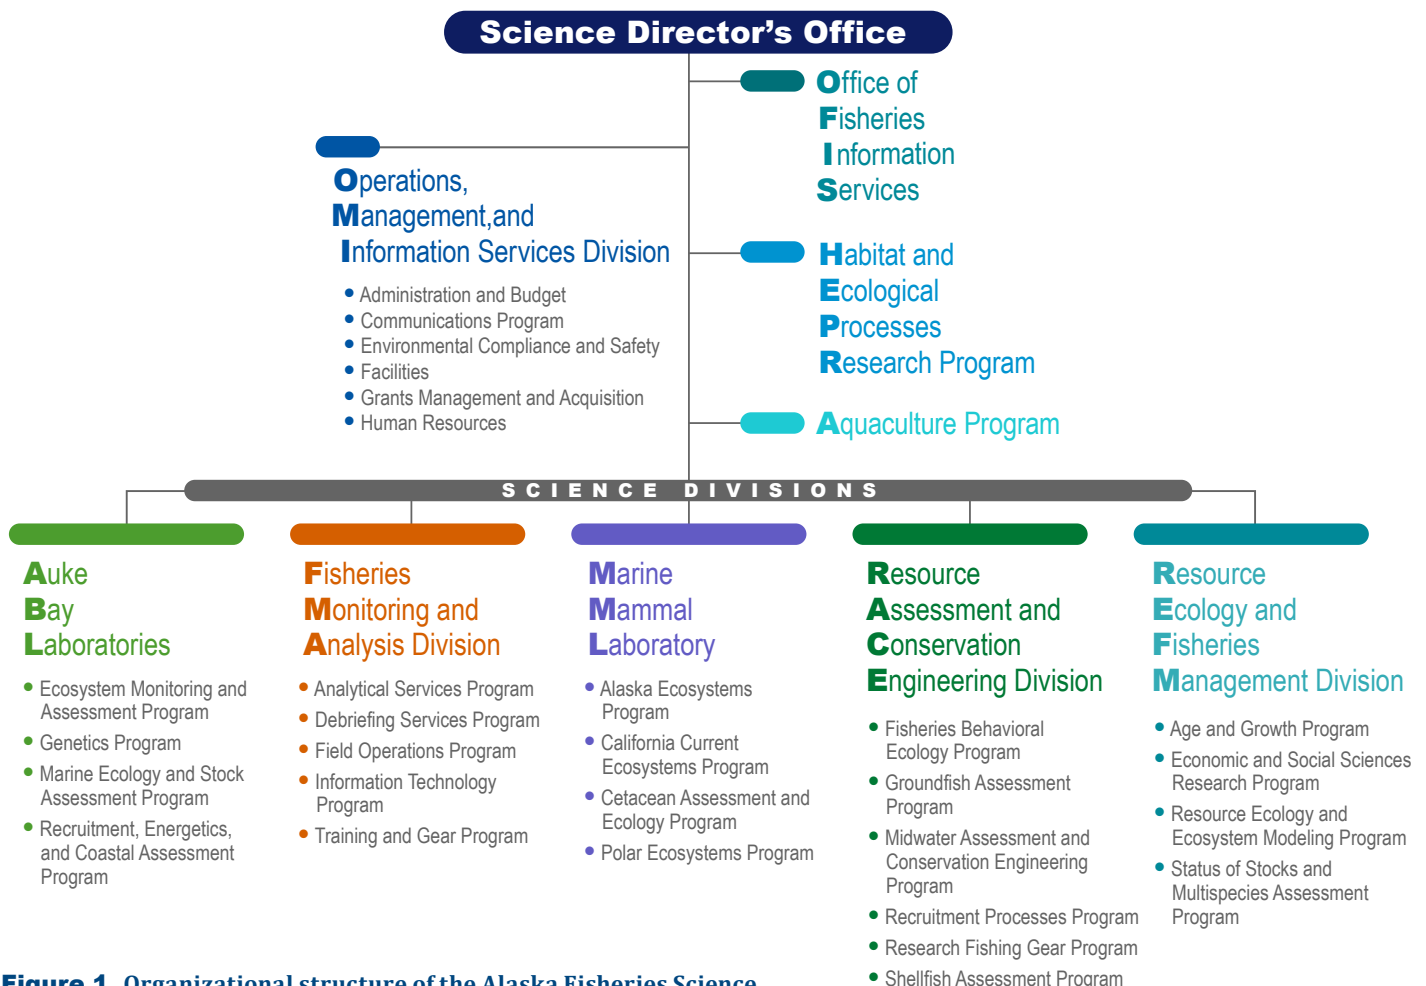 Science Director's Office
Office of
Fisheries
Information
Services
Operations,
Management,and
Information Services Division
• Administration and Budget
• Communications Program
• Environmental Compliance and Safety
• Facilities
• Grants Management and Acquisition
• Human Resources
Habitat and
Ecological
Processes
Research Program
Aquaculture Program
SCIENCE DIVISIONS
Auke
Bay
Laboratories
• Ecosystem Monitoring and
Assessment Program
• Genetics Program
• Marine Ecology and Stock
Assessment Program
• Recruitment, Energetics,
and Coastal Assessment
Program
Fisheries
Monitoring and
Analysis Division
• Analytical Services Program
• Debriefing Services Program
• Field Operations Program
• Information Technology
Program
• Training and Gear Program
Marine
Mammal
Laboratory
• Alaska Ecosystems
Program
• California Current
Ecosystems Program
• Cetacean Assessment and
Ecology Program
• Polar Ecosystems Program
Resource
Assessment and
Conservation
Engineering Division
• Fisheries Behavioral
Ecology Program
• Groundfish Assessment
Program
• Midwater Assessment and
Conservation Engineering
Program
• Recruitment Processes Program
• Research Fishing Gear Program
• Shellfish Assessment Program
Resource
Ecology and
Fisheries
Management Division
• Age and Growth Program
• Economic and Social Sciences
Research Program
• Resource Ecology and
Ecosystem Modeling Program
• Status of Stocks and
Multispecies Assessment
Program
Figure 1. Organizational structure of the Alaska Fisheries Science